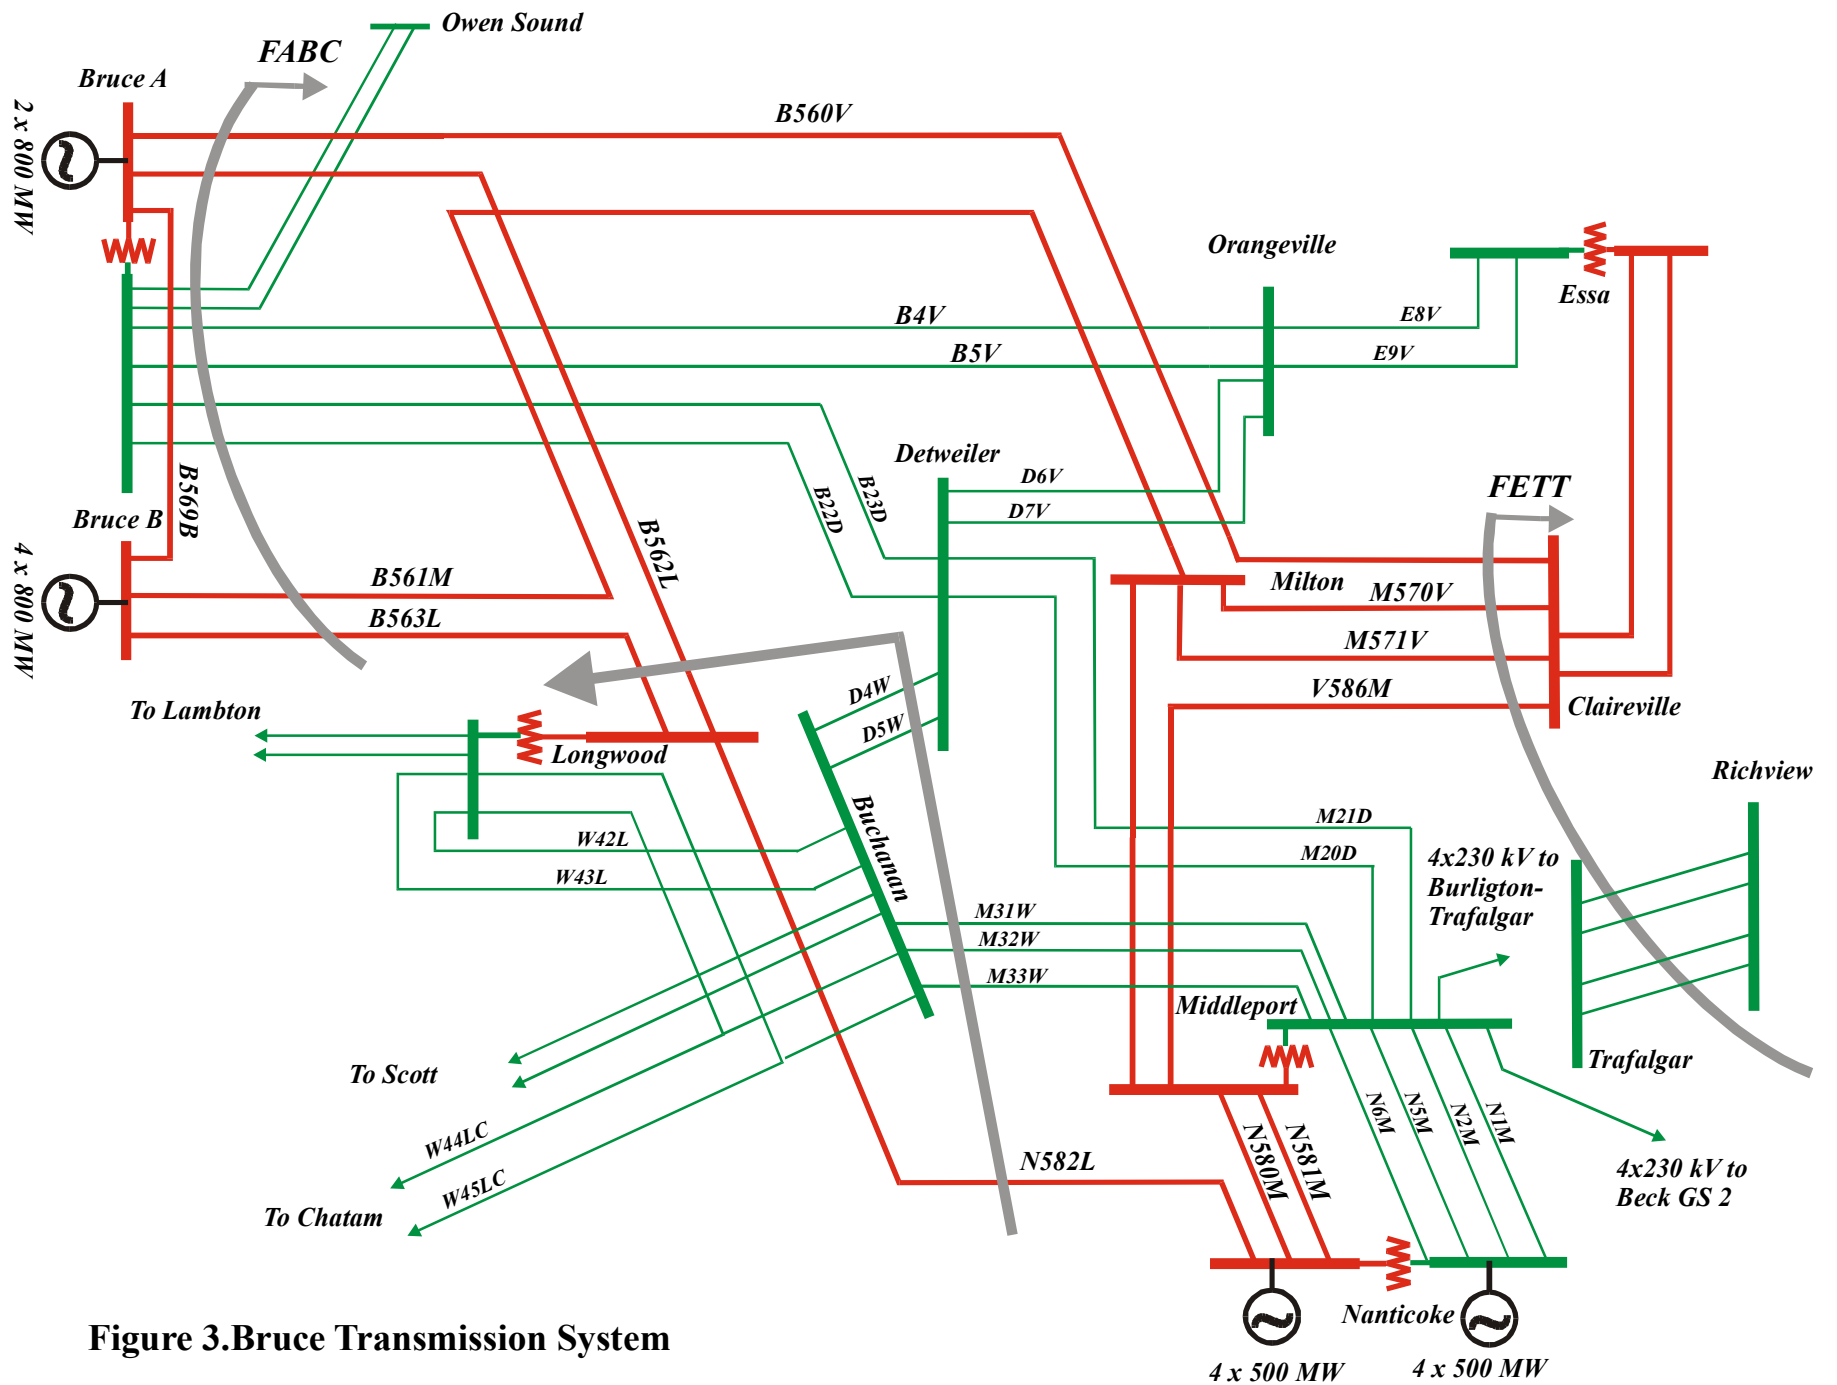 Owen Sound
FABC
Bruce A
2 x 800 MW
B560V
Orangeville
Essa
B4V
E8V
B5V
E9V
Detweiler
D6V
D7V
FETT
B569B
B22D
B23D
Bruce B
B562L
4 x 800 MW
B561M
B563L
Milton
M570V
M571V
V586M
Claireville
D4W
D5W
To Lambton
Longwood
Richview
Buchanan
W42L
W43L
M21D
M20D
4x230 kV to
Burligton-
Trafalgar
M31W
M32W
M33W
Middleport
Trafalgar
To Scott
N6M
N5M
N2M
N1M
W44LC
W45LC
N580M
N581M
N582L
4x230 kV to
Beck GS 2
To Chatam
Nanticoke
Figure 3.Bruce Transmission System
4 x 500 MW
4 x 500 MW